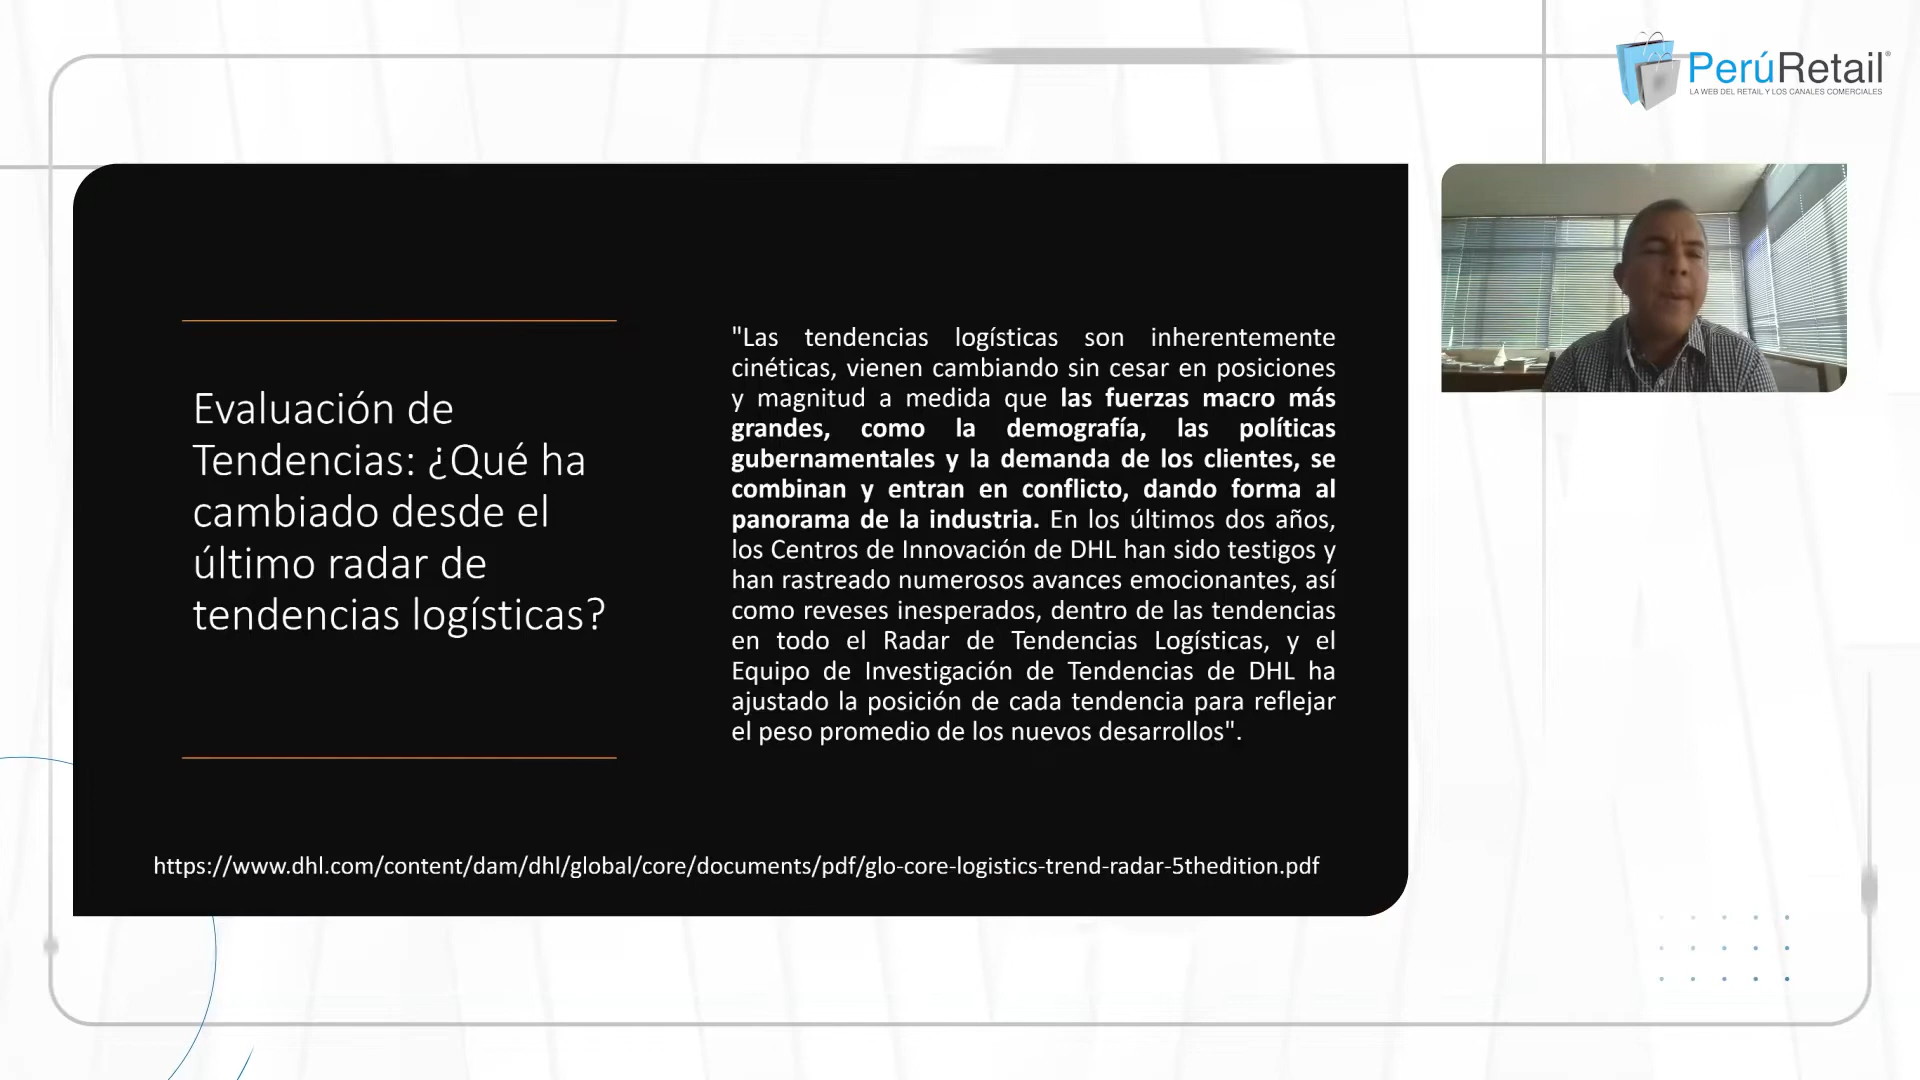 PerúRetail®
LA WEB DEL RETAIL Y LOS CANALES COMERCIALES
Evaluación de
Tendencias: ¿Qué ha
cambiado desde el
último radar de
tendencias logísticas?
"Las tendencias logísticas son inherentemente
cinéticas, vienen cambiando sin cesar en posiciones
y magnitud a medida que las fuerzas macro más
grandes, como la demografía, las políticas
gubernamentales y la demanda de los clientes, se
combinan y entran en conflicto, dando forma al
panorama de la industria. En los últimos dos años,
los Centros de Innovación de DHL han sido testigos y
han rastreado numerosos avances emocionantes, así
como reveses inesperados, dentro de las tendencias
en todo el Radar de Tendencias Logísticas, y el
Equipo de Investigación de Tendencias de DHL ha
ajustado la posición de cada tendencia para reflejar
el peso promedio de los nuevos desarrollos".
https://www.dhl.com/content/dam/dhl/global/core/documents/pdf/glo-core-logistics-trend-radar-5thedition.pdf